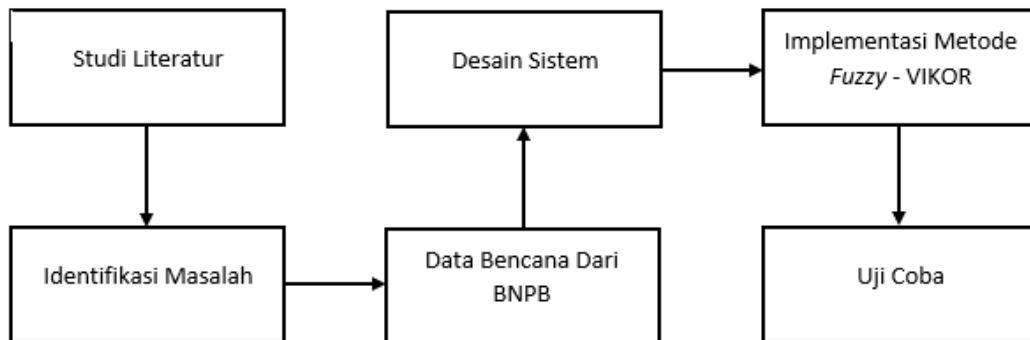 Studi Literatur
Identifikasi Masalah
Data Bencana Dari
BNPB
Desain Sistem
Implementasi Metode
Fuzzy - VIKOR
Uji Coba